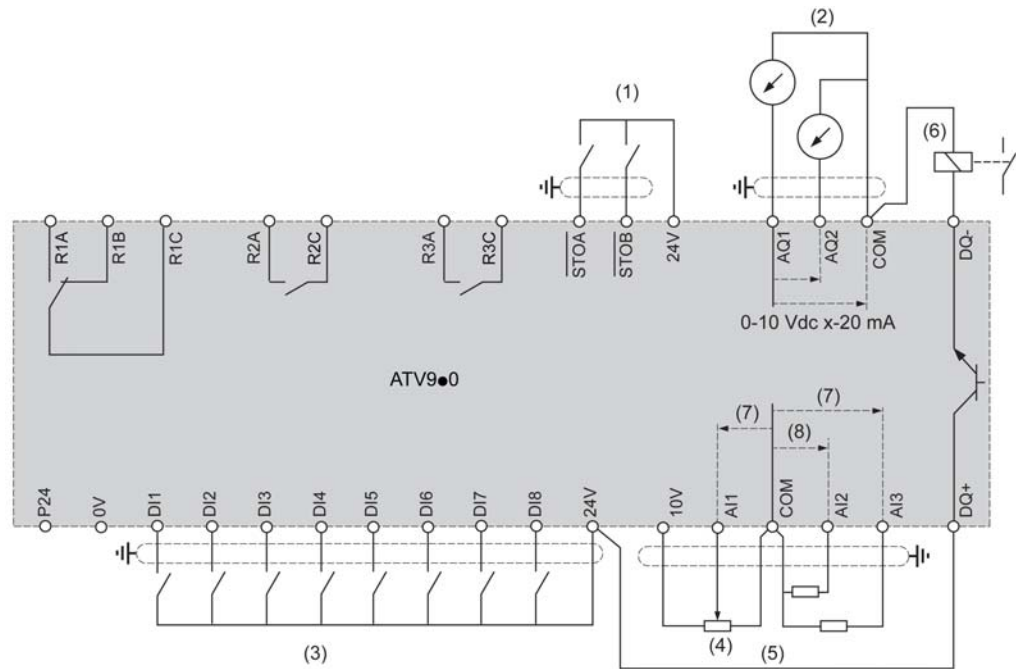 (2)
(1)
(6)
R1A
R1B
R1C
R2A
R2C
R3A
R3C
STOA
STOB
24V
AQ1
AQ2
COM
DQ-
0-10 Vdc x-20 mA
ATV9●0
(7)
(7)
(8)
P24
0V
DI1
DI2
DI3
DI4
DI5
DI6
DI7
DI8
24V
10V
AI1
COM
AI2
AI3
DQ+
(3)
(4)
(5)